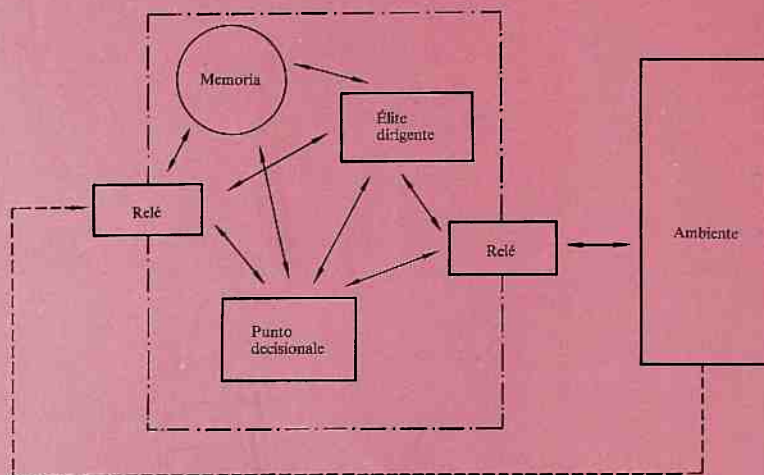 Memoria
Élite
dirigente
Relé
Relé
Ambiente
Punto
decisionale